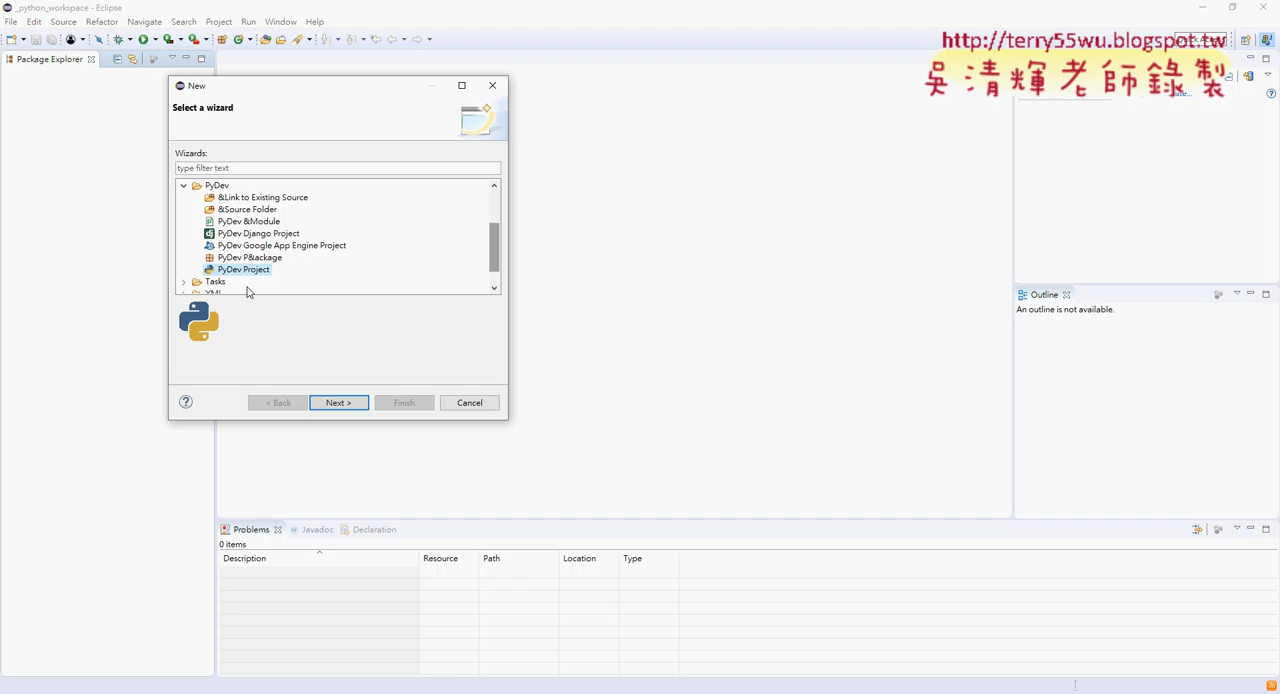 _python_workspace - Eclipse
File Edit Source Refactor Navigate Search Project Run Window Help
http://terry55wu.blogspot.tw
吳清輝老師錄製
Package Explorer
New
Select a wizard
Wizards:
type filter text
PyDev
&Link to Existing Source
&Source Folder
PyDev &Module
PyDev Django Project
PyDev Google App Engine Project
PyDev P&ackage
PyDev Project
Tasks
XML
< Back Next > Finish Cancel
Outline
An outline is not available.
Problems Javadoc Declaration
0 items
Description Resource Path Location Type